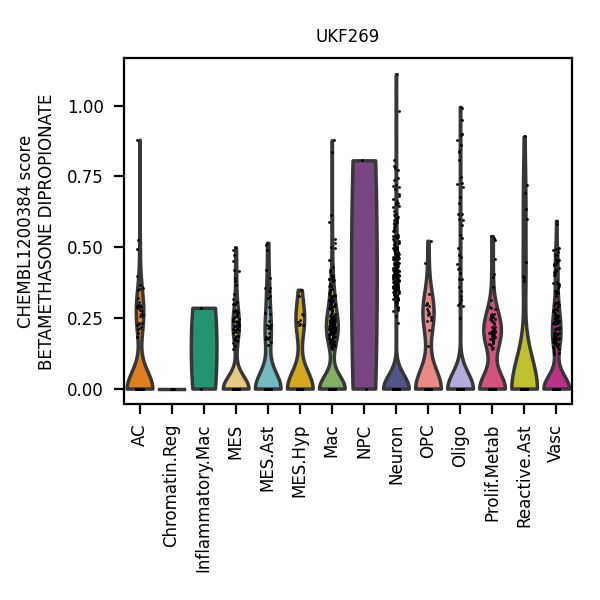 UKF269
CHEMBL1200384 score
BETAMETHASONE DIPROPIONATE
1.00
0.75
0.50
0.25
0.00
AC
Chromatin.Reg
Inflammatory.Mac
MES
MES.Ast
MES.Hyp
Mac
NPC
Neuron
OPC
Oligo
Prolif.Metab
Reactive.Ast
Vasc